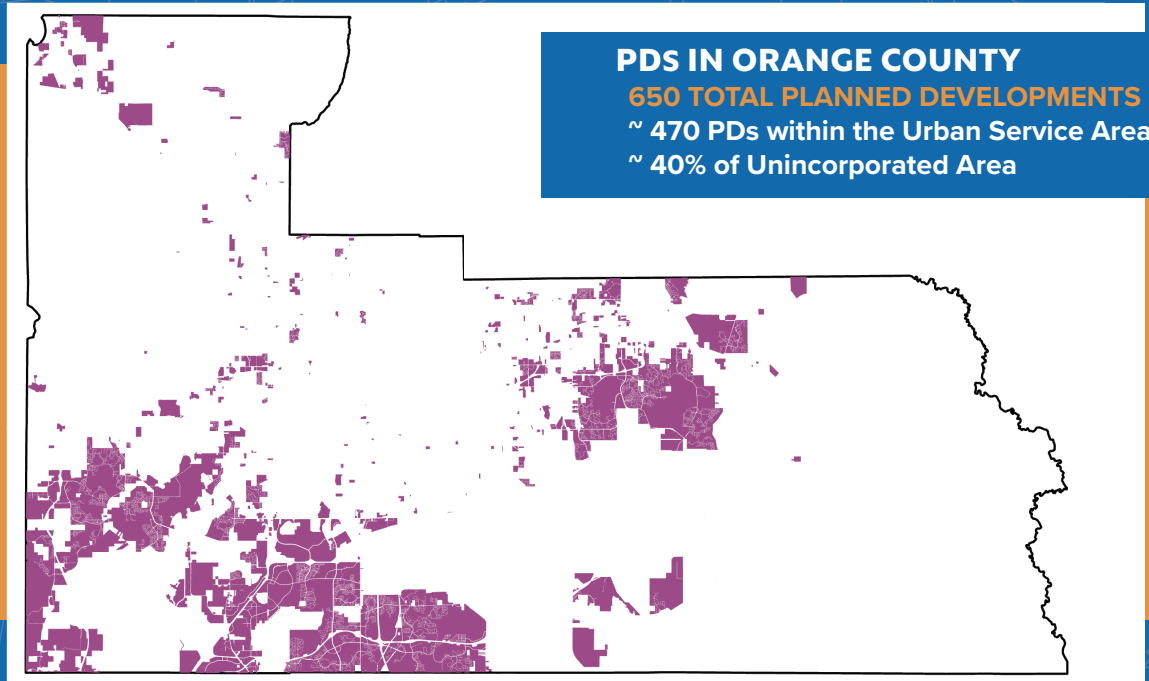 PDs IN ORANGE COUNTY
650 TOTAL PLANNED DEVELOPMENTS
~ 470 PDs within the Urban Service Area
~ 40% of Unincorporated Area